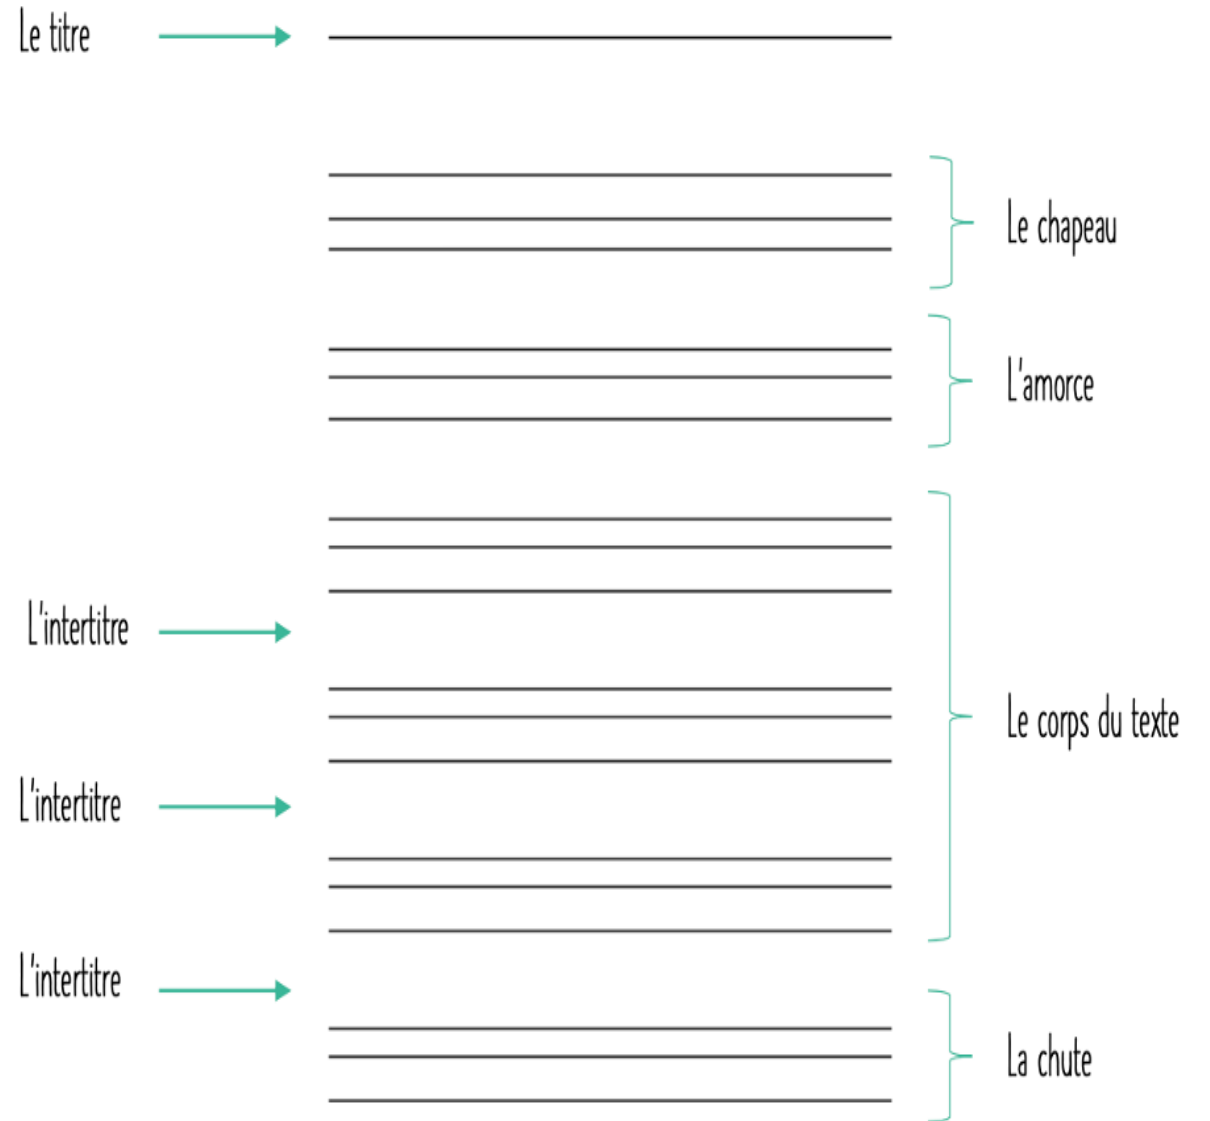 Le titre
Le chapeau
L'amorce
L'intertitre
Le corps du texte
L'intertitre
L'intertitre
La chute